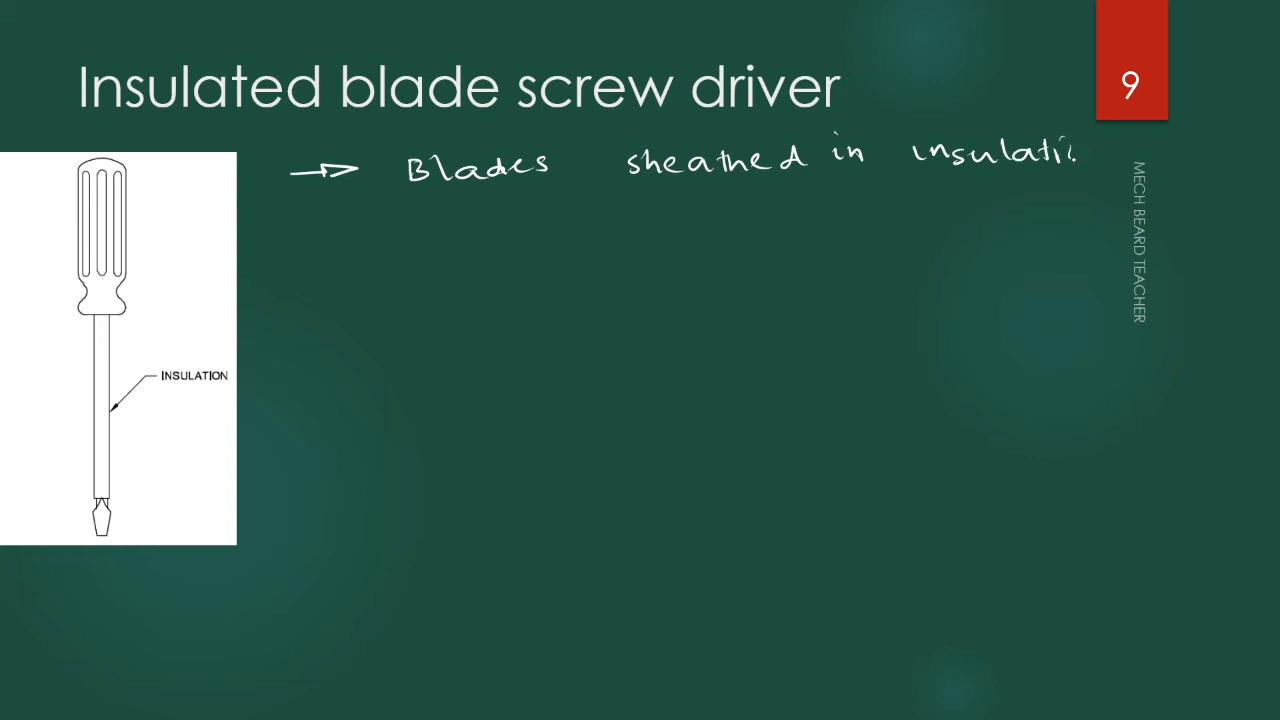 Insulated blade screw driver
9
→ Blades sheathed in
INSULATION
MECH BEARD TEACHER